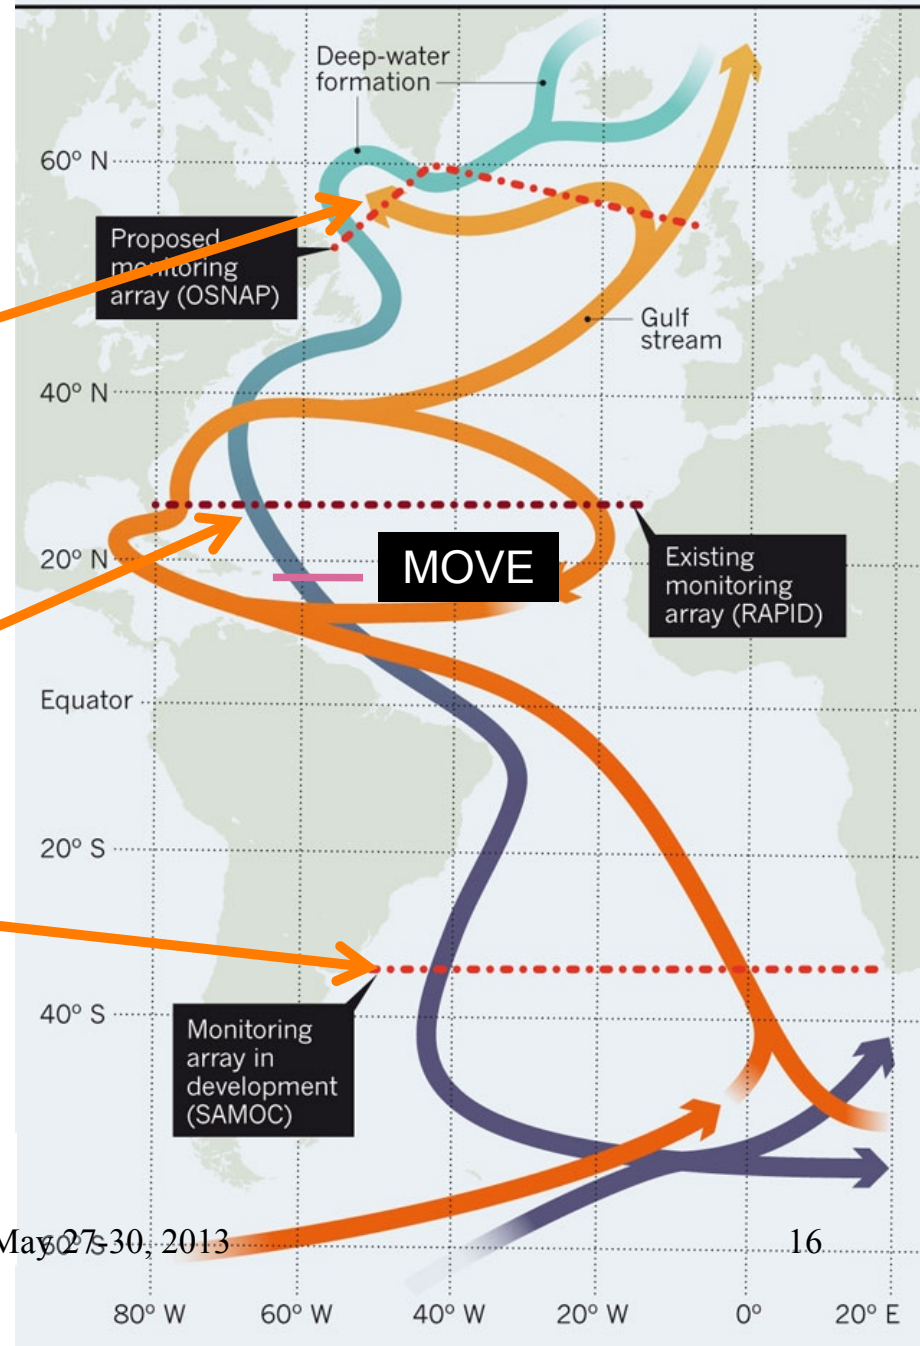 Deep-water
formation
60° N
Proposed
monitoring
array (OSNAP)
Gulf
stream
40° N
20° N
MOVE
Existing
monitoring
array (RAPID)
Equator
20° S
40° S
Monitoring
array in
development
(SAMOC)
60° S
May 27-30, 2013
16
80° W
60° W
40° W
20° W
0°
20° E